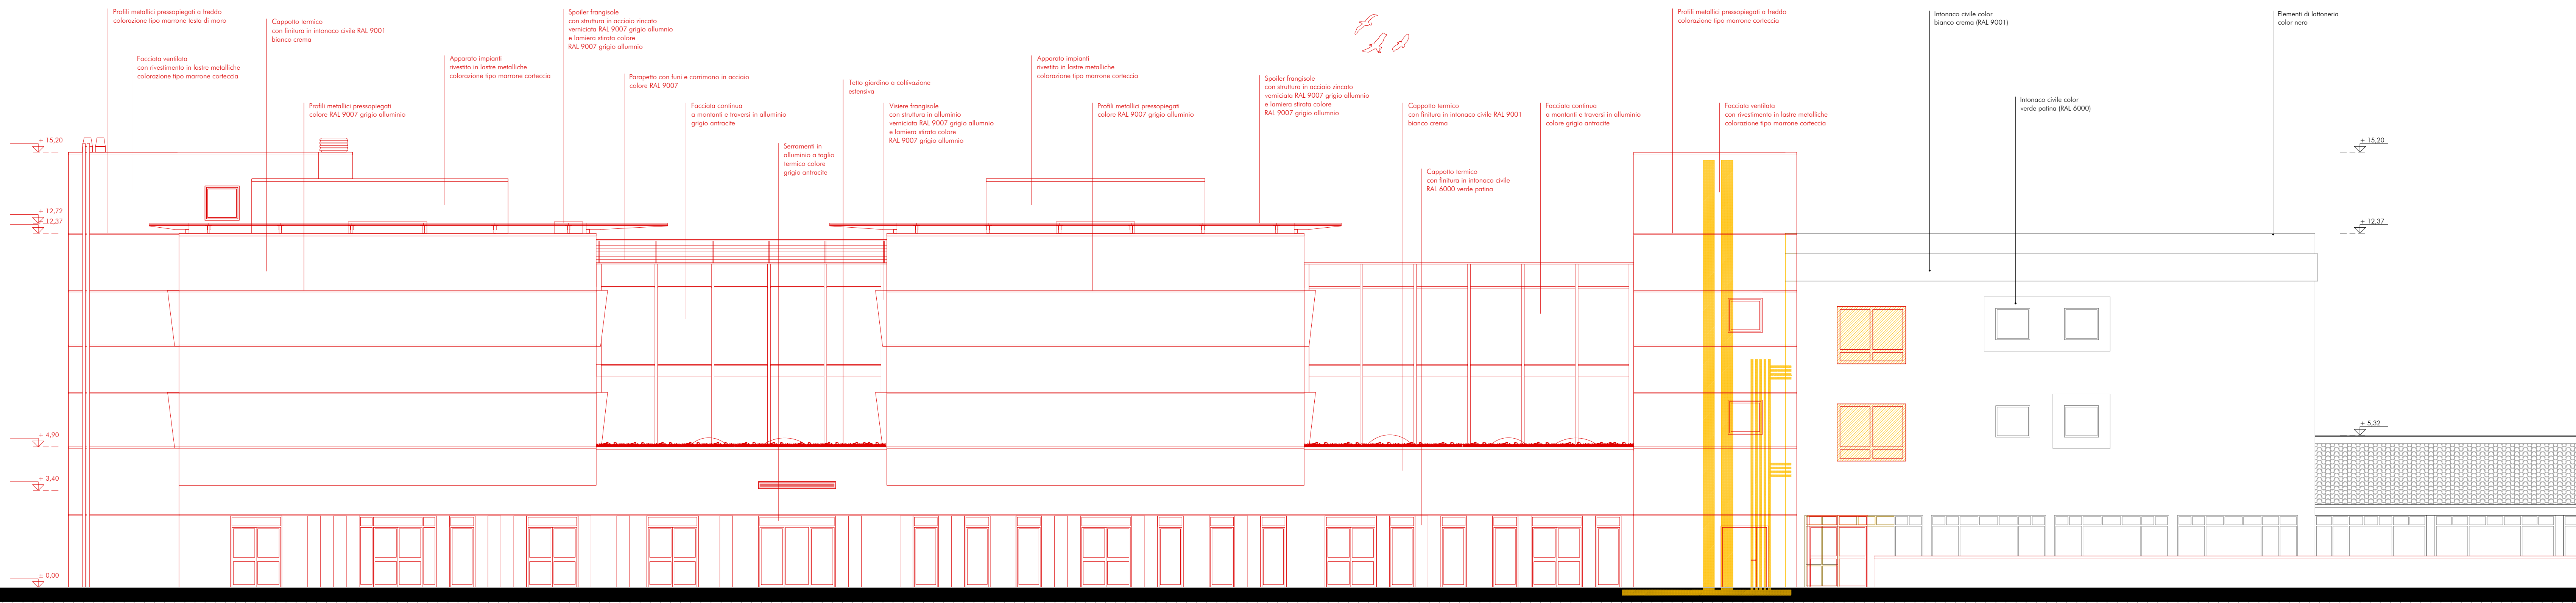 Profili metallici pressopiegati a freddo
colorazione tipo marrone testa di moro
Facciata ventilata
con rivestimento in lastre metalliche
colorazione tipo marrone corteccia
Cappotto termico
con finitura in intonaco civile RAL 9001
bianco crema
Profili metallici pressopiegati
colore RAL 9007 grigio alluminio
Apparato impianti
rivestito in lastre metalliche
colorazione tipo marrone corteccia
Spoiler frangisole
con struttura in acciaio zincato
verniciata RAL 9007 grigio allumnio
e lamiera stirata colore
RAL 9007 grigio allumnio
Parapetto con funi e corrimano in acciaio
colore RAL 9007
Facciata continua
a montanti e traversi in alluminio
grigio antracite
Serramenti in
alluminio a taglio
termico colore
grigio antracite
Tetto giardino a coltivazione
estensiva
Visiere frangisole
con struttura in alluminio
verniciata RAL 9007 grigio allumnio
e lamiera stirata colore
RAL 9007 grigio allumnio
Apparato impianti
rivestito in lastre metalliche
colorazione tipo marrone corteccia
Profili metallici pressopiegati
colore RAL 9007 grigio alluminio
Spoiler frangisole
con struttura in acciaio zincato
verniciata RAL 9007 grigio allumnio
e lamiera stirata colore
RAL 9007 grigio allumnio
Cappotto termico
con finitura in intonaco civile RAL 9001
bianco crema
Cappotto termico
con finitura in intonaco civile
RAL 6000 verde patina
Facciata continua
a montanti e traversi in alluminio
colore grigio antracite
Profili metallici pressopiegati a freddo
colorazione tipo marrone corteccia
Facciata ventilata
con rivestimento in lastre metalliche
colorazione tipo marrone corteccia
Intonaco civile color
bianco crema (RAL 9001)
Intonaco civile color
verde patina (RAL 6000)
Elementi di lattoneria
color nero
+ 15,20
+ 12,72
+ 12,37
+ 4,90
+ 3,40
± 0,00
+ 15,20
+ 12,37
+ 5,32